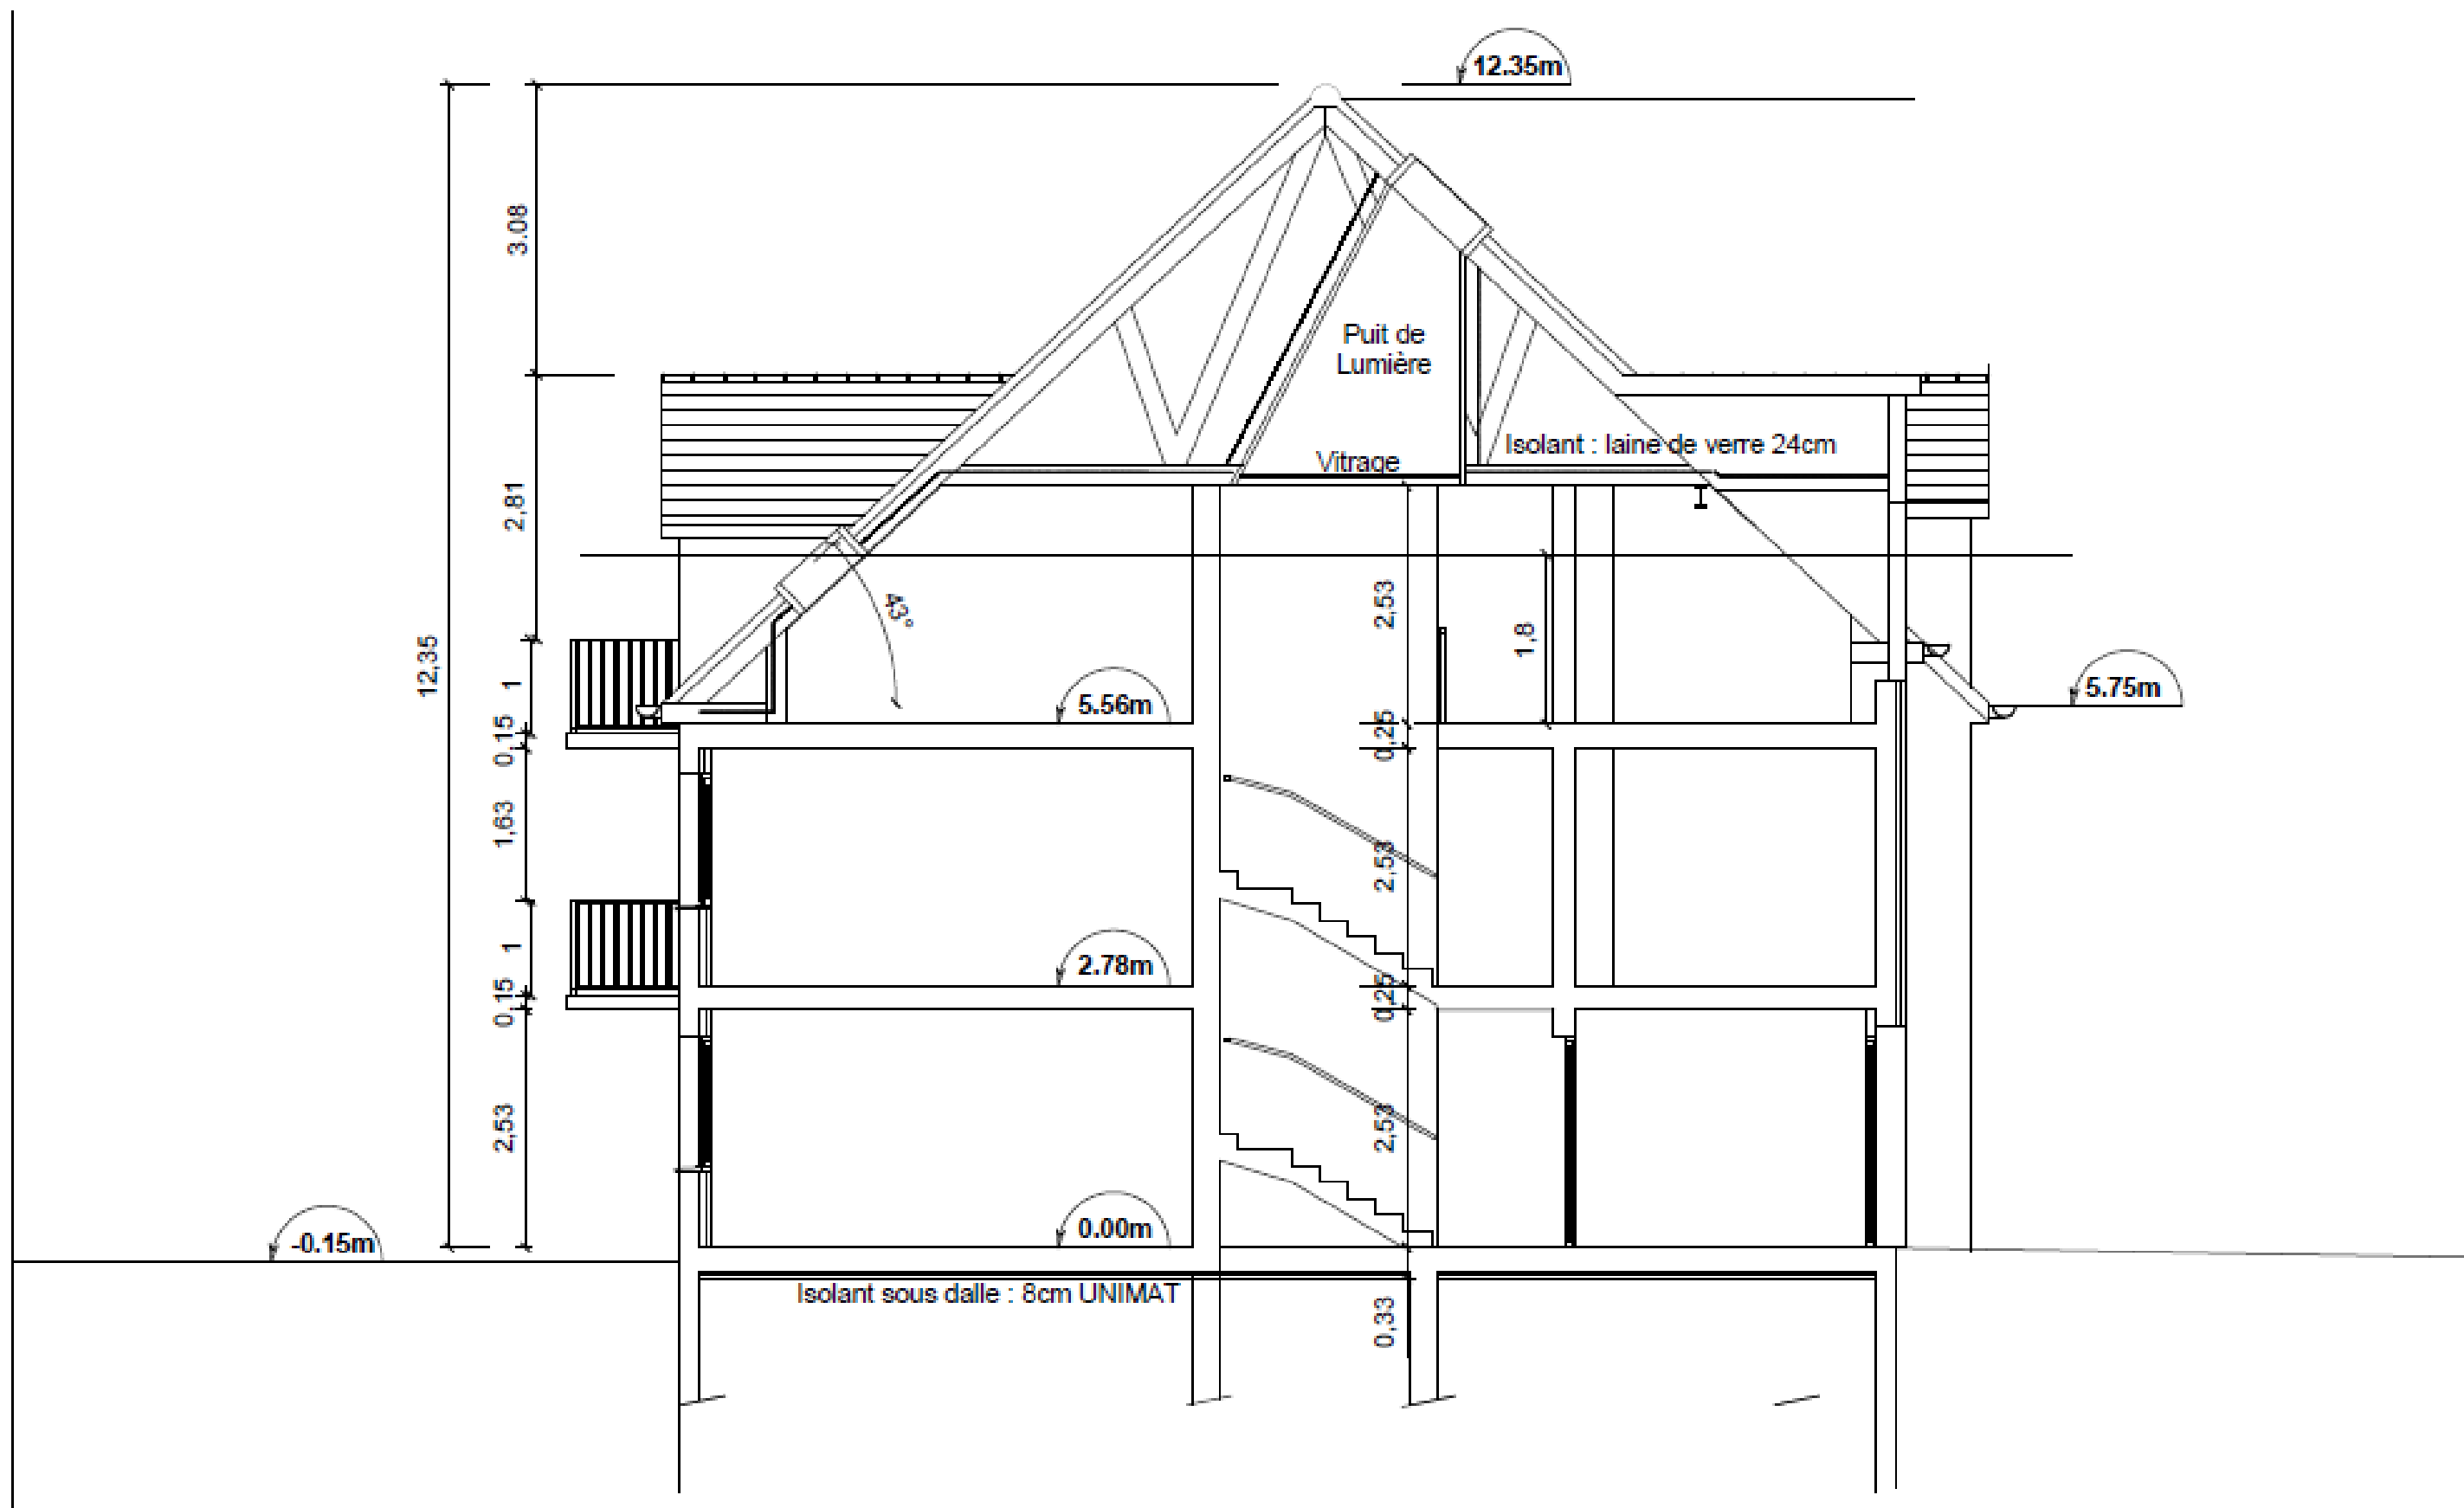 12.35m
3.08
Puit de
Lumière
Isolant : laine de verre 24cm
Vitrage
2,81
43°
2,53
1,8
12,35
1
5.56m
5.75m
0,15
0,25
1,63
2,53
1
2.78m
0,15
0,25
2,53
2,53
0.00m
-0.15m
Isolant sous dalle : 8cm UNIMAT
0,33